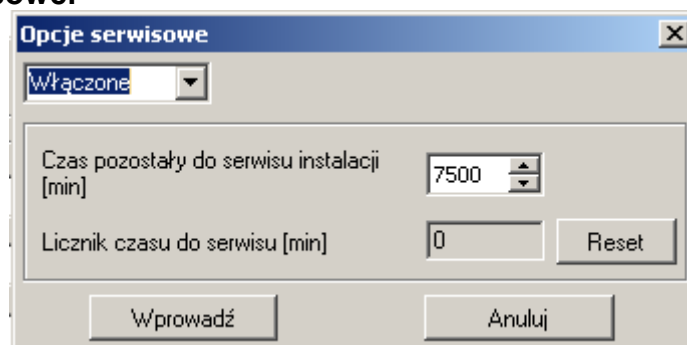 Opcje serwisowe
Włączone
Czas pozostały do serwisu instalacji
[min]
7500
Licznik czasu do serwisu [min]
0
Reset
Wprowadź
Anuluj